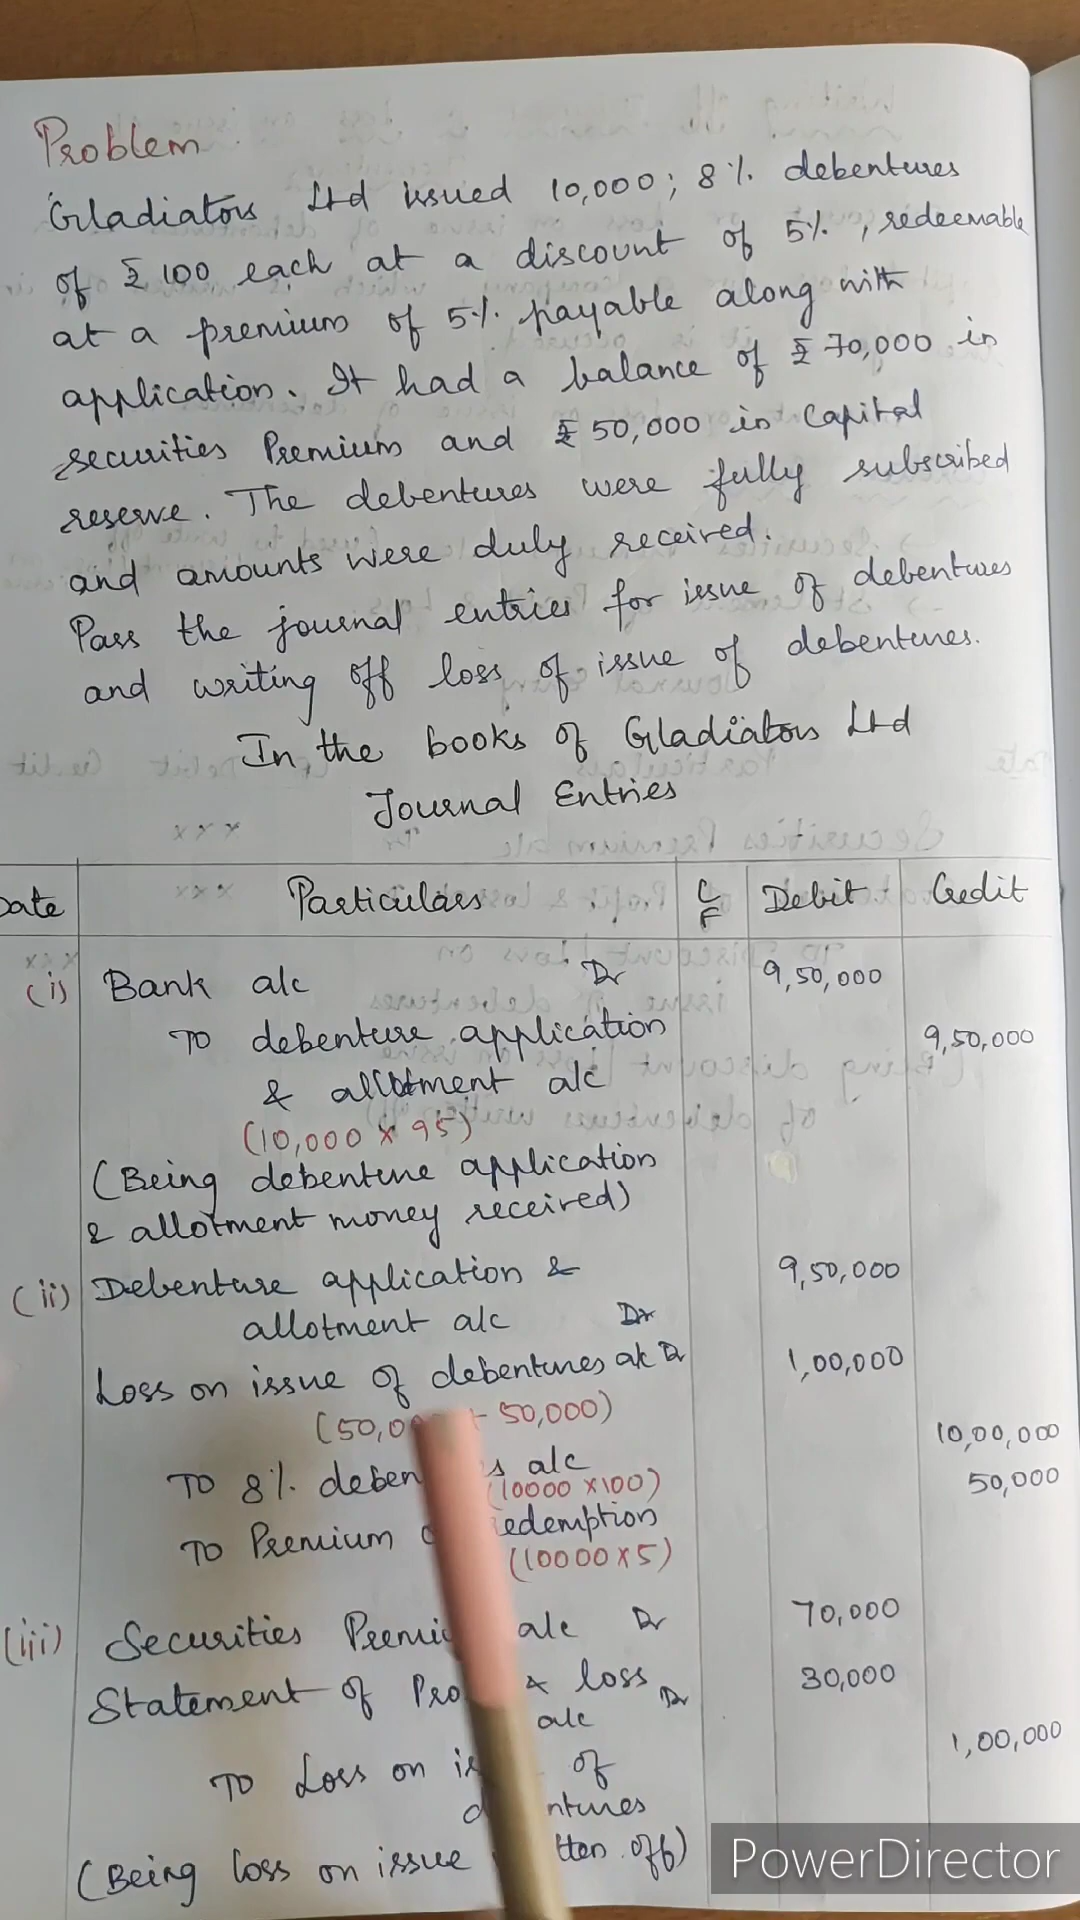 Problem
Gladiators Ltd issued 10,000; 8% debentures
of ₹ 100 each at a discount of 5%, redeemable
at a premium of 5% payable along with
application. It had a balance of ₹ 70,000 in
securities Premium and ₹ 50,000 in Capital
reserve. The debentures were fully subscribed
and amounts were duly received.
Pass the journal entries for issue of debentures
and writing off loss of issue of debentures.
In the books of Gladiators Ltd
Journal Entries
Date Particulars L F Debit Credit
(i) Bank a/c Dr 9,50,000
To debenture application 9,50,000
& allotment a/c
(10,000 x 95)
(Being debenture application
& allotment money received)
(ii) Debenture application & 9,50,000
allotment a/c Dr
Loss on issue of debentures a/c Dr 1,00,000
(50,0 + 50,000)
To 8% deben s a/c 10,00,000
(10000 x 100) 50,000
To Premium edemption
(10000 x 5)
(iii) Securities Premi a/c Dr 70,000
Statement of Pro & loss Dr 30,000
a/c
To Loss on is of 1,00,000
d ntures
(Being loss on issue tten off)
PowerDirector